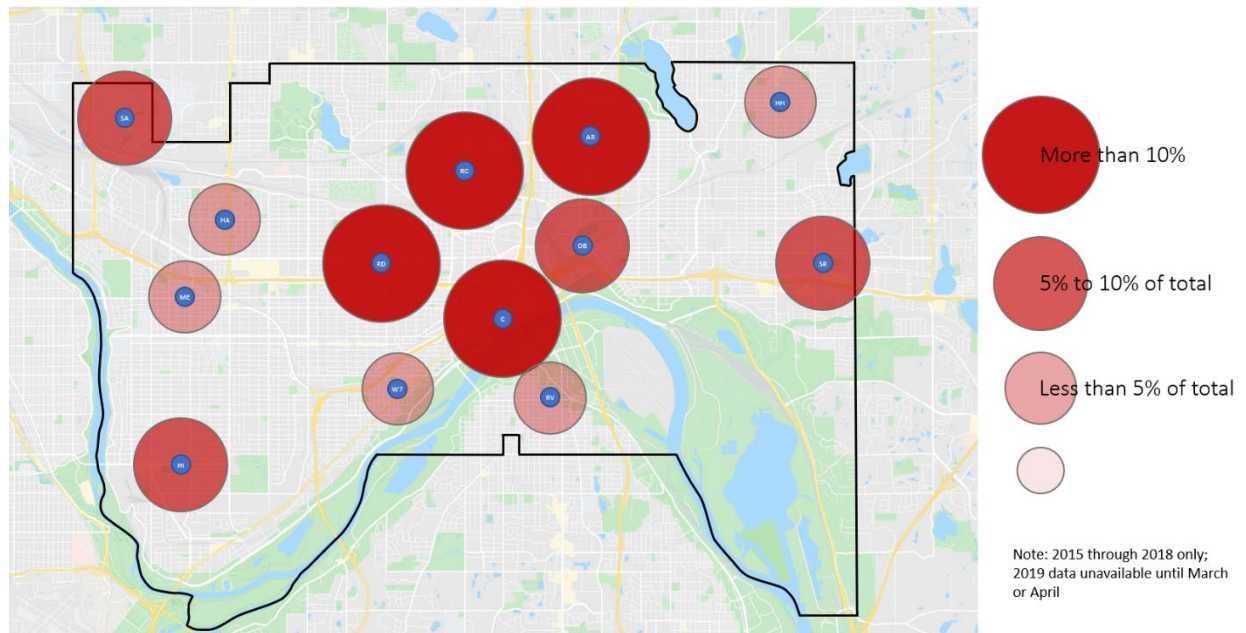 SA
HH
AR
RC
HA
DB
RD
SR
ME
C
W7
RV
HI
More than 10%
5% to 10% of total
Less than 5% of total
Note: 2015 through 2018 only;
2019 data unavailable until March
or April